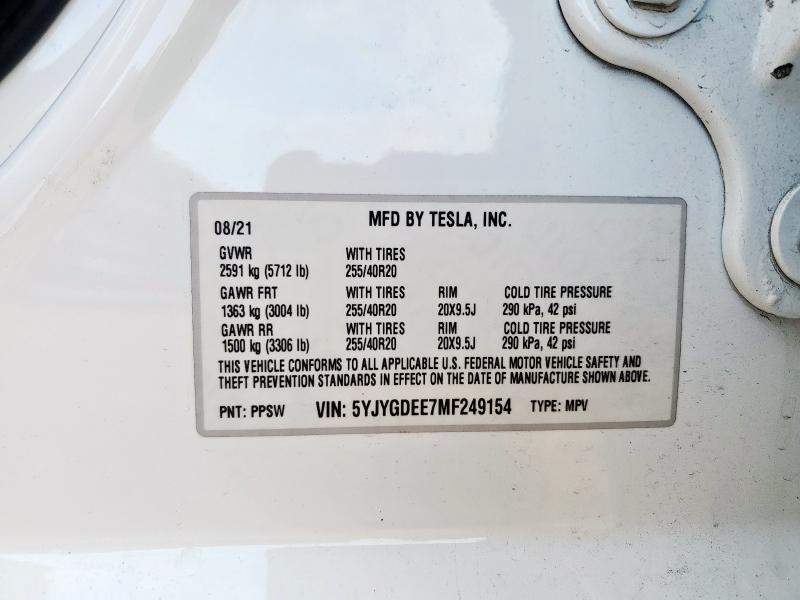 MFD BY TESLA, INC.
08/21
GVWR WITH TIRES
2591 kg (5712 lb) 255/40R20
GAWR FRT WITH TIRES RIM COLD TIRE PRESSURE
1363 kg (3004 lb) 255/40R20 20X9.5J 290 kPa, 42 psi
GAWR RR WITH TIRES RIM COLD TIRE PRESSURE
1500 kg (3306 lb) 255/40R20 20X9.5J 290 kPa, 42 psi
THIS VEHICLE CONFORMS TO ALL APPLICABLE U.S. FEDERAL MOTOR VEHICLE SAFETY AND
THEFT PREVENTION STANDARDS IN EFFECT ON THE DATE OF MANUFACTURE SHOWN ABOVE.
PNT: PPSW VIN: 5YJYGDEE7MF249154 TYPE: MPV